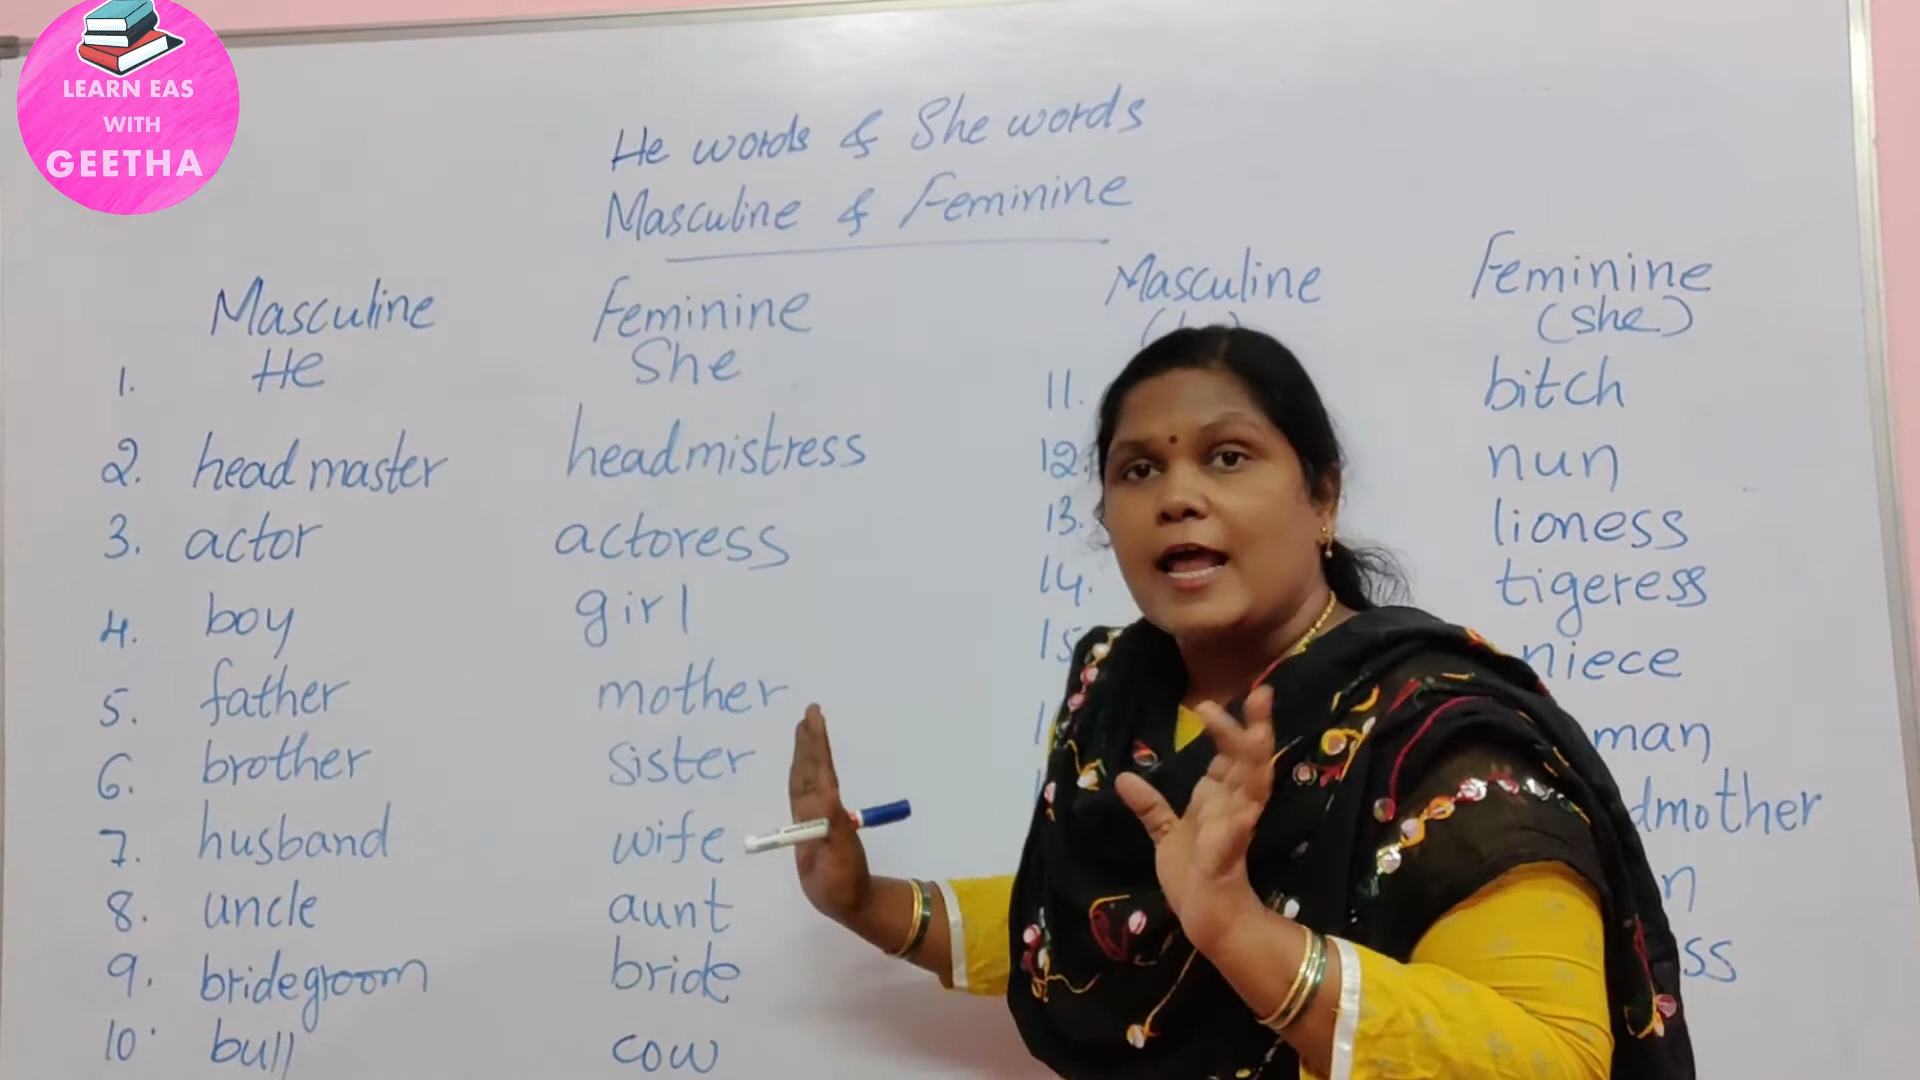 LEARN EAS
WITH
GEETHA
He words & She words
Masculine & Feminine
Masculine Feminine
1. He She
2. head master headmistress
3. actor actoress
4. boy girl
5. father mother
6. brother sister
7. husband wife
8. uncle aunt
9. bridegroom bride
10. bull cow
Masculine Feminine
(she)
11. bitch
12. nun
13. lioness
14. tigeress
15 niece
man
dmother
n
ss